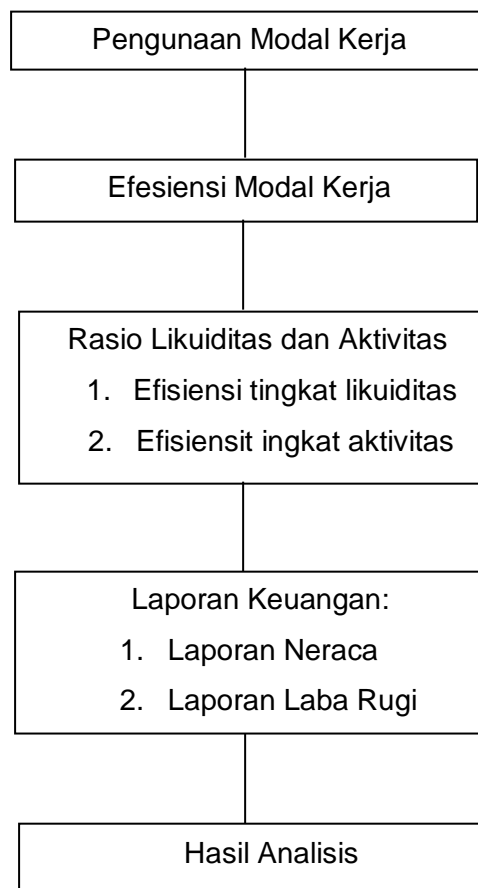 Pengunaan Modal Kerja
Efesiensi Modal Kerja
Rasio Likuiditas dan Aktivitas
1. Efisiensi tingkat likuiditas
2. Efisiensit ingkat aktivitas
Laporan Keuangan:
1. Laporan Neraca
2. Laporan Laba Rugi
Hasil Analisis